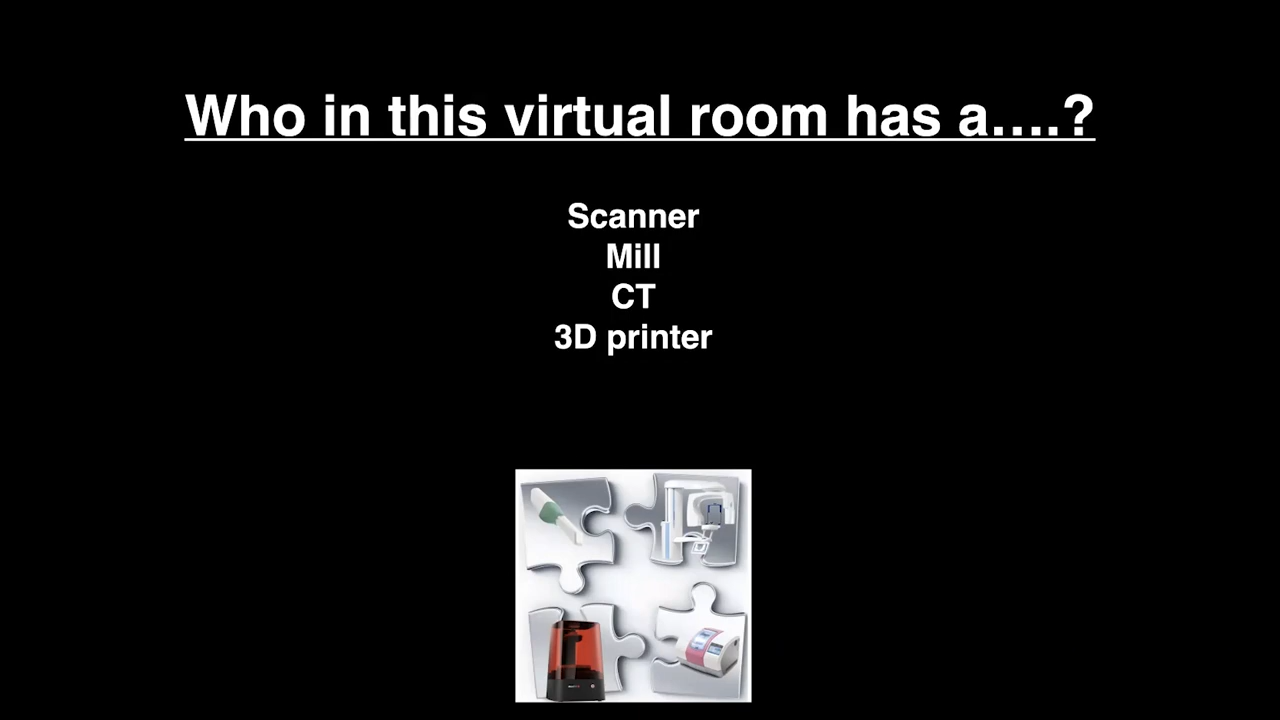 Who in this virtual room has a....?
Scanner
Mill
CT
3D printer